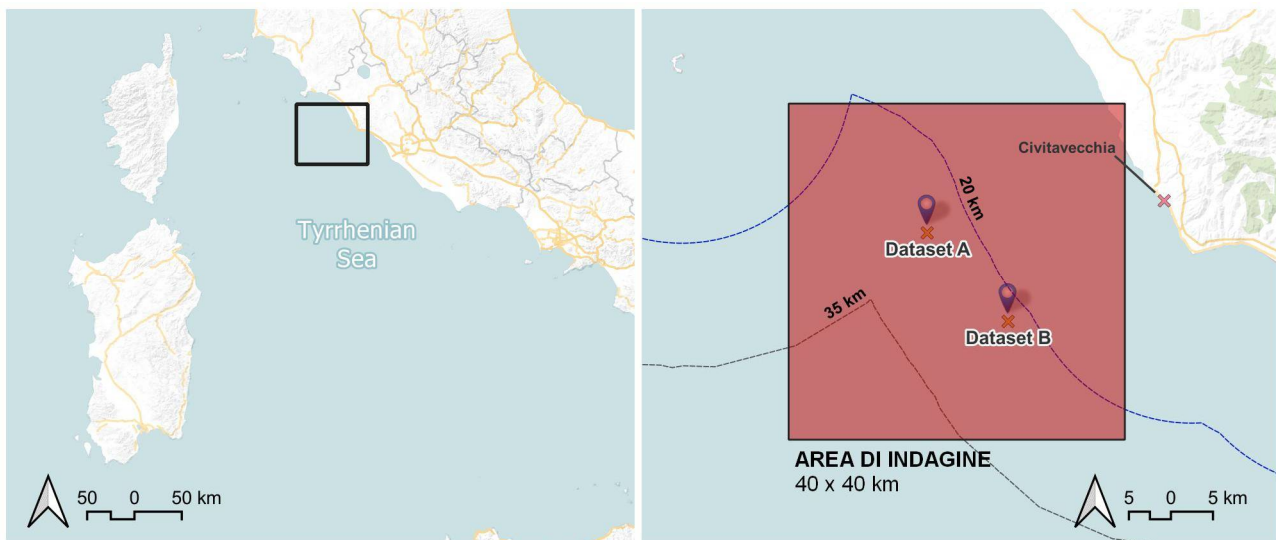 Tyrrhenian
Sea
50 0 50 km
Civitavecchia
20 km
Dataset A
35 km
Dataset B
AREA DI INDAGINE
40 x 40 km
5 0 5 km